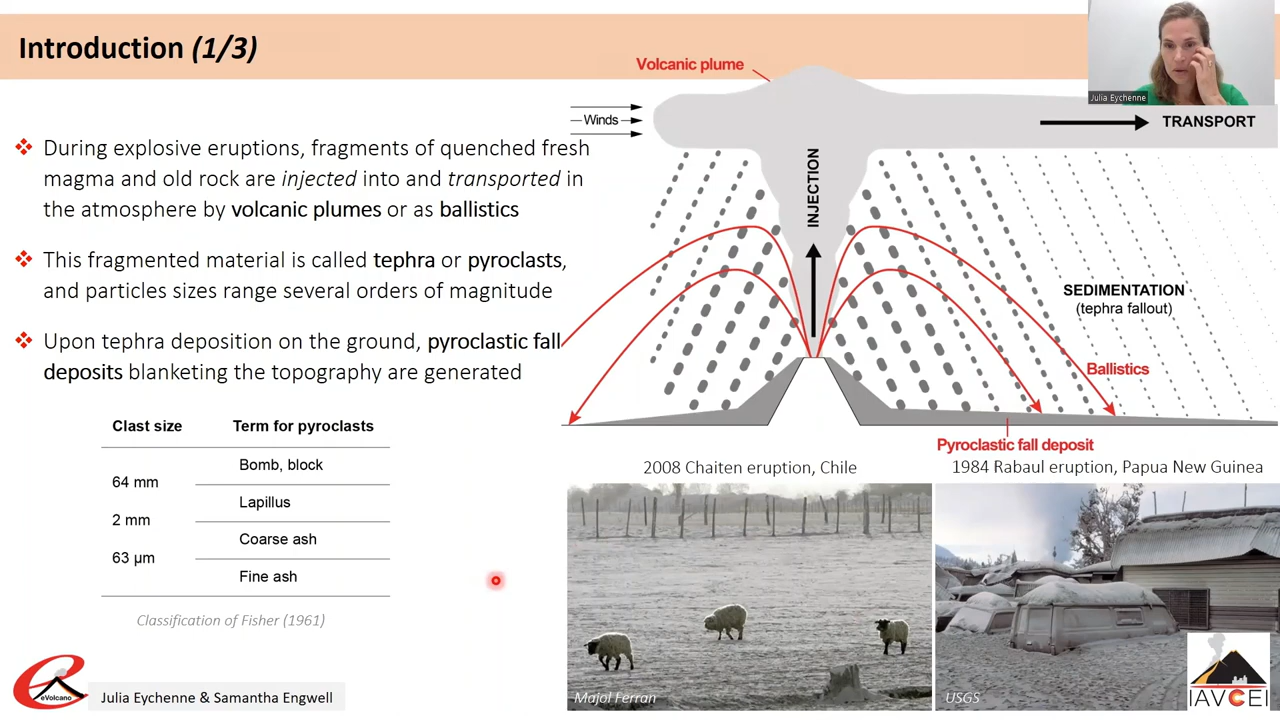 Introduction (1/3)
❖ During explosive eruptions, fragments of quenched fresh
magma and old rock are injected into and transported in
the atmosphere by volcanic plumes or as ballistics
❖ This fragmented material is called tephra or pyroclasts,
and particles sizes range several orders of magnitude
❖ Upon tephra deposition on the ground, pyroclastic fall
deposits blanketing the topography are generated
Clast size Term for pyroclasts
Bomb, block
64 mm
Lapillus
2 mm
Coarse ash
63 µm
Fine ash
Classification of Fisher (1961)
eVolcano
Julia Eychenne & Samantha Engwell
Volcanic plume
Winds
TRANSPORT
INJECTION
SEDIMENTATION
(tephra fallout)
Ballistics
Pyroclastic fall deposit
2008 Chaiten eruption, Chile
1984 Rabaul eruption, Papua New Guinea
Majol Ferran
USGS
IAVCEI
Julia Eychenne